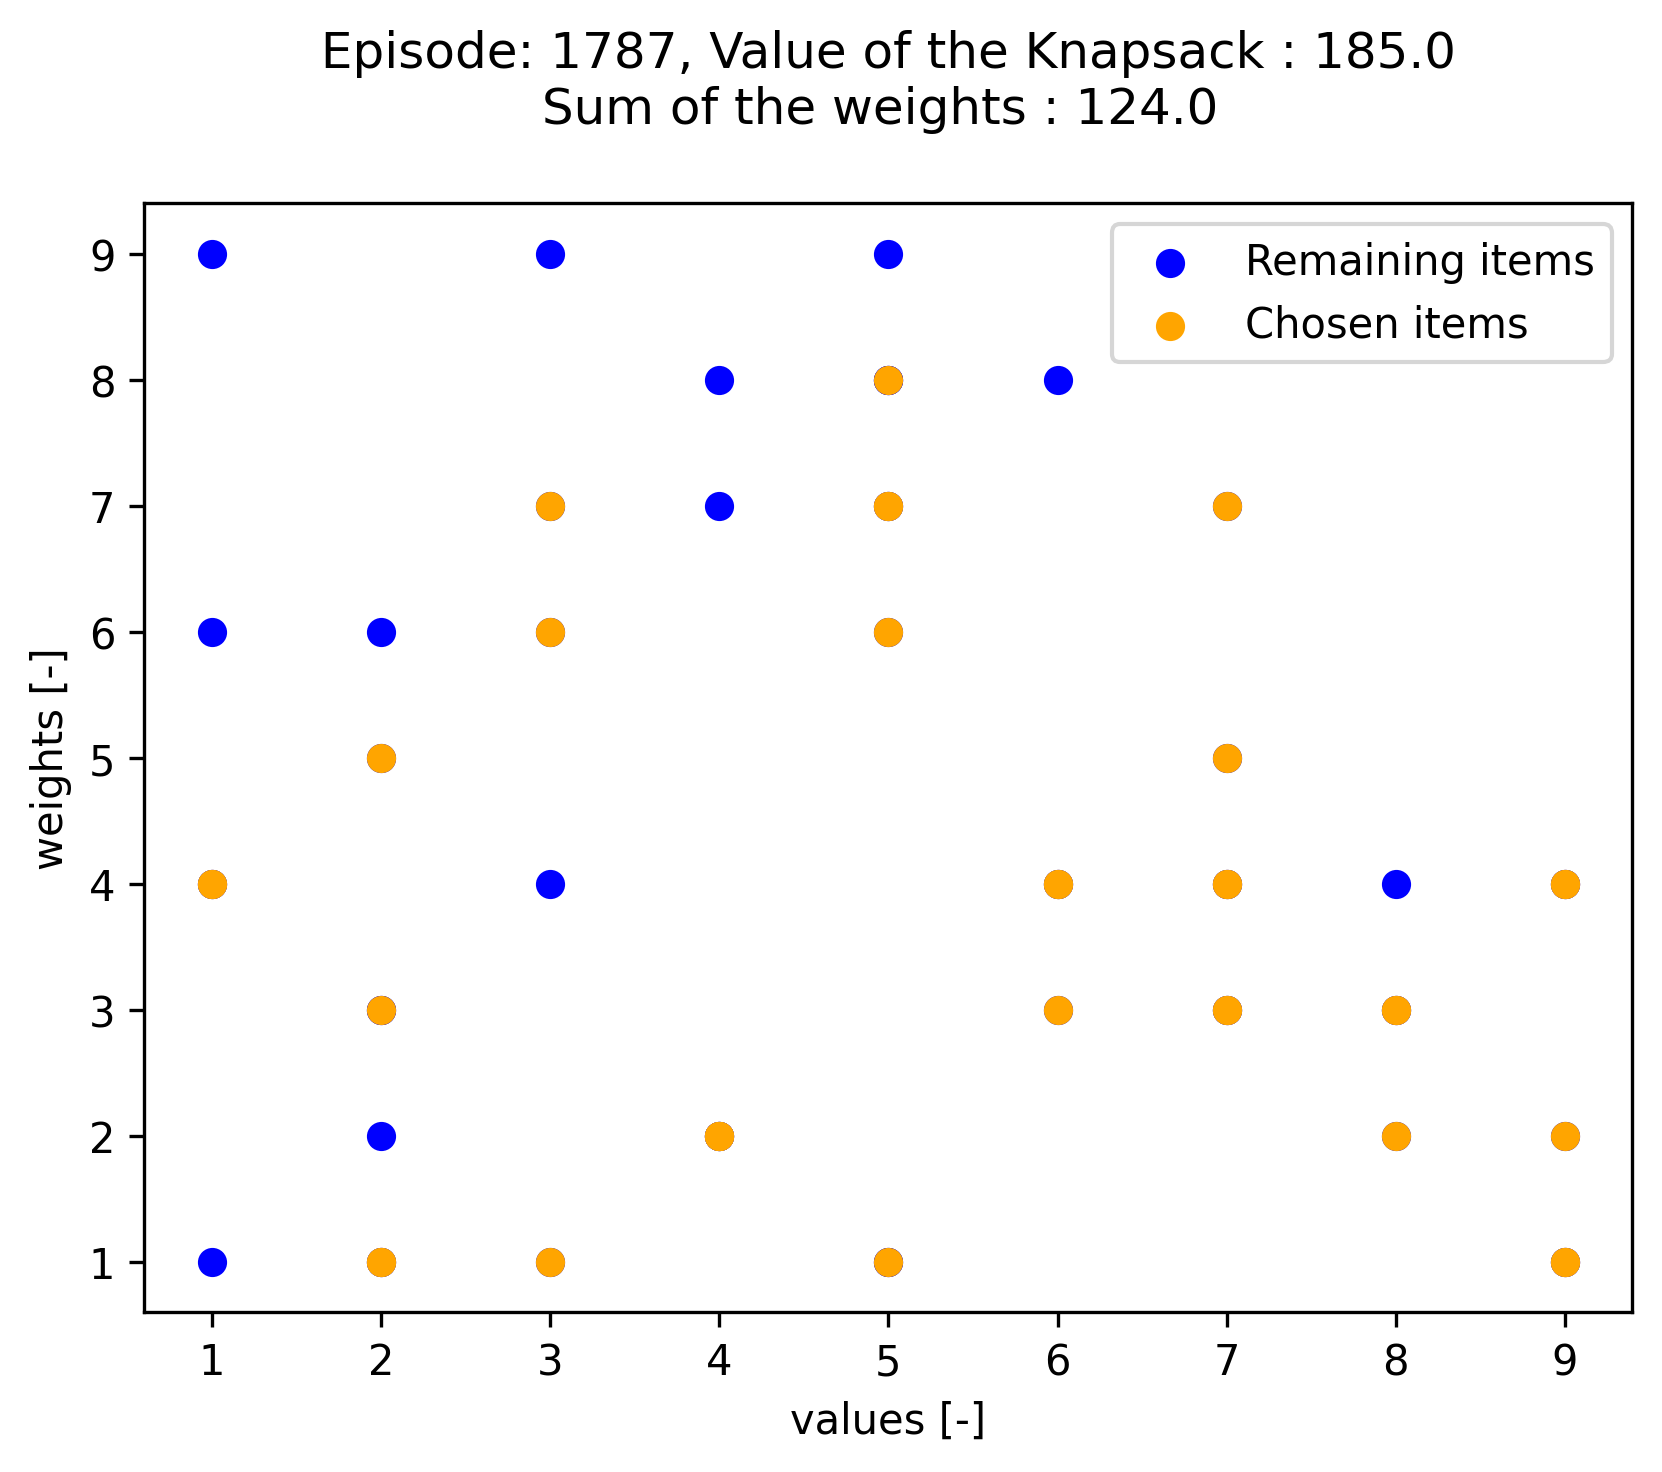 Episode: 1787, Value of the Knapsack : 185.0
Sum of the weights : 124.0
Remaining items
Chosen items
9
8
7
6
5
4
3
2
1
weights [-]
1 2 3 4 5 6 7 8 9
values [-]